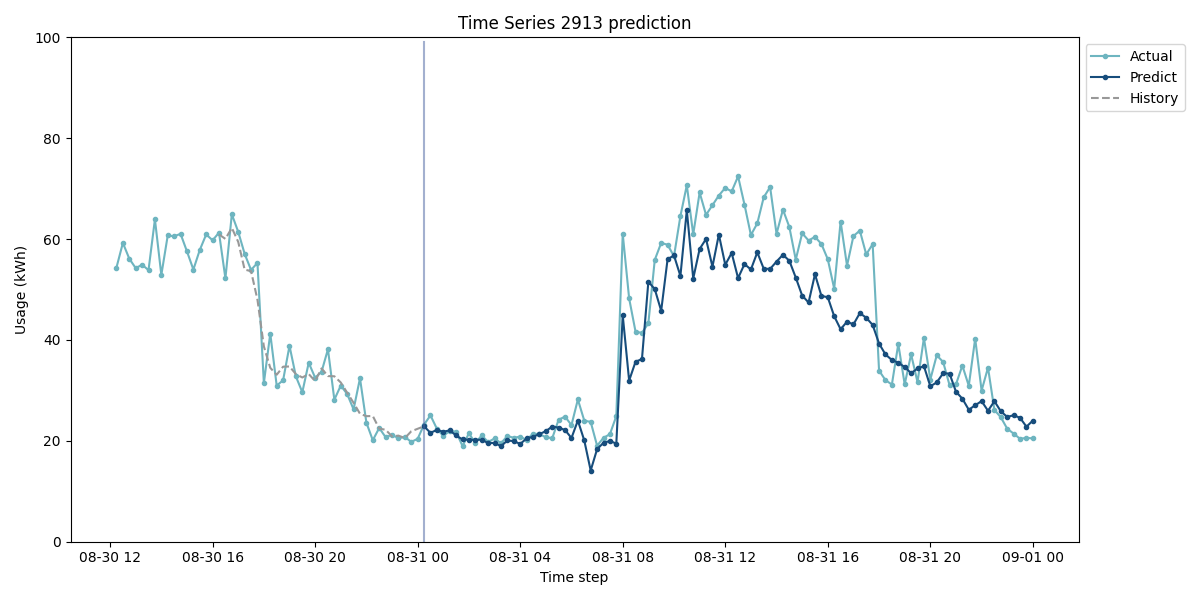 Time Series 2913 prediction
100
80
60
40
20
0
Usage (kWh)
08-30 12
08-30 16
08-30 20
08-31 00
08-31 04
08-31 08
08-31 12
08-31 16
08-31 20
09-01 00
Time step
Actual
Predict
History